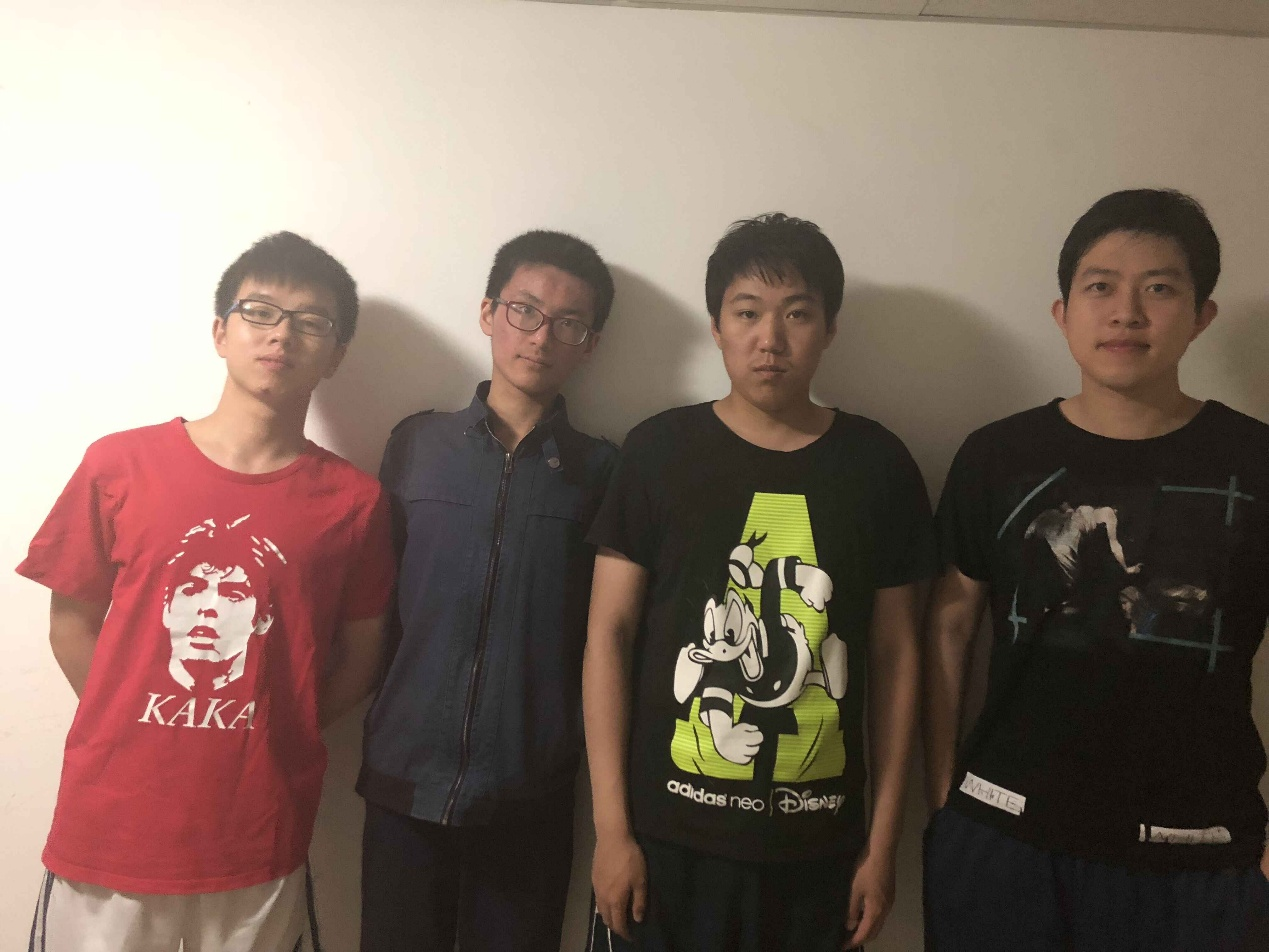 KAKA
adidas neo | Disney
WHITE